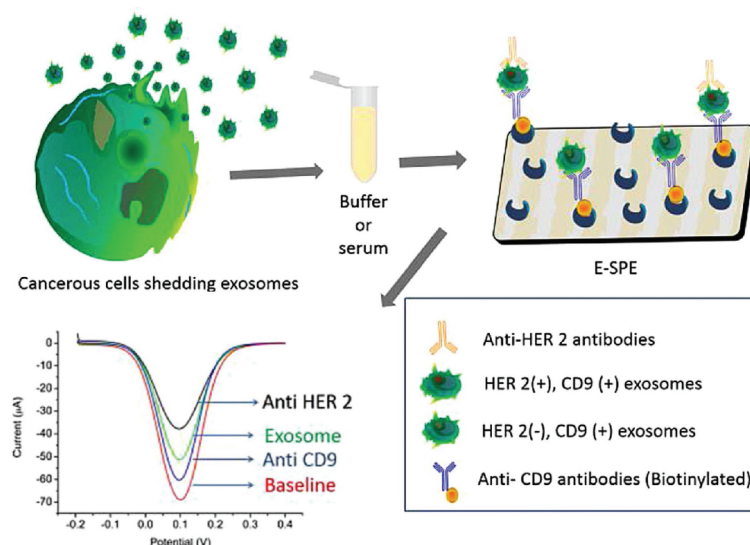 Buffer
or
serum
Cancerous cells shedding exosomes
E-SPE
0
-10
-20
-30
-40
-50
-60
-70
Current (μA)
-0.2 -0.1 0.0 0.1 0.2 0.3 0.4
Potential (V)
Anti HER 2
Exosome
Anti CD9
Baseline
Anti-HER 2 antibodies
HER 2(+), CD9 (+) exosomes
HER 2(-), CD9 (+) exosomes
Anti- CD9 antibodies (Biotinylated)